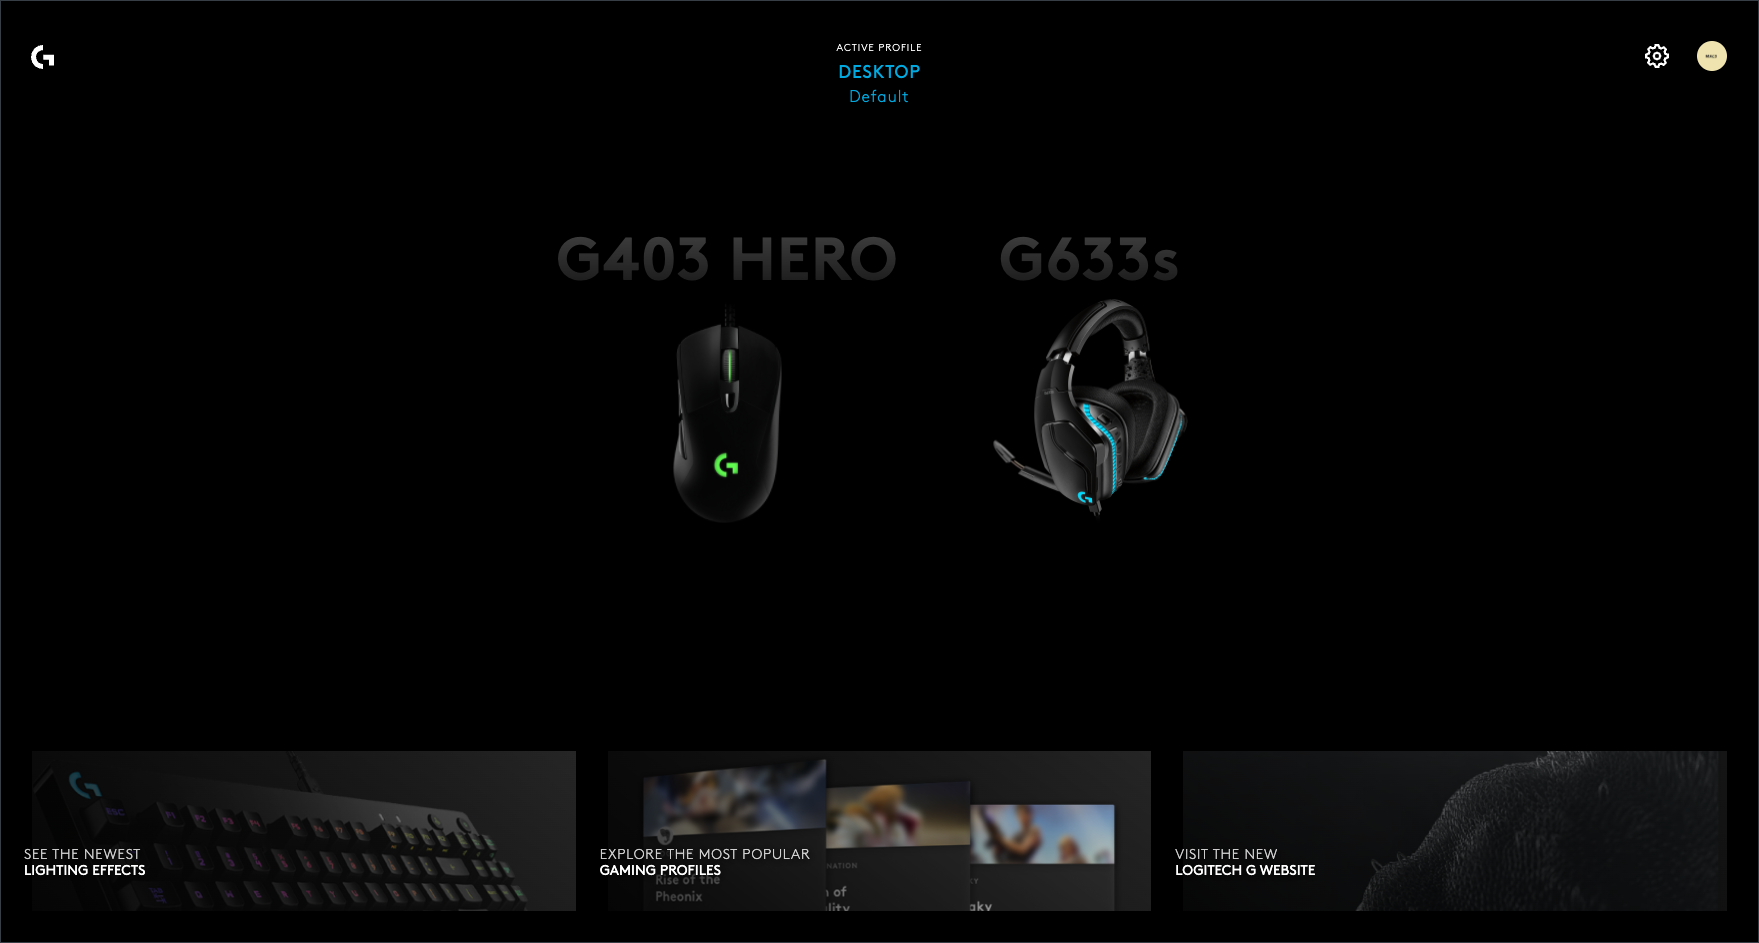 ACTIVE PROFILE
DESKTOP
Default
G403 HERO
G633s
SEE THE NEWEST
LIGHTING EFFECTS
EXPLORE THE MOST POPULAR
GAMING PROFILES
Rise of the
Pheonix
VISIT THE NEW
LOGITECH G WEBSITE